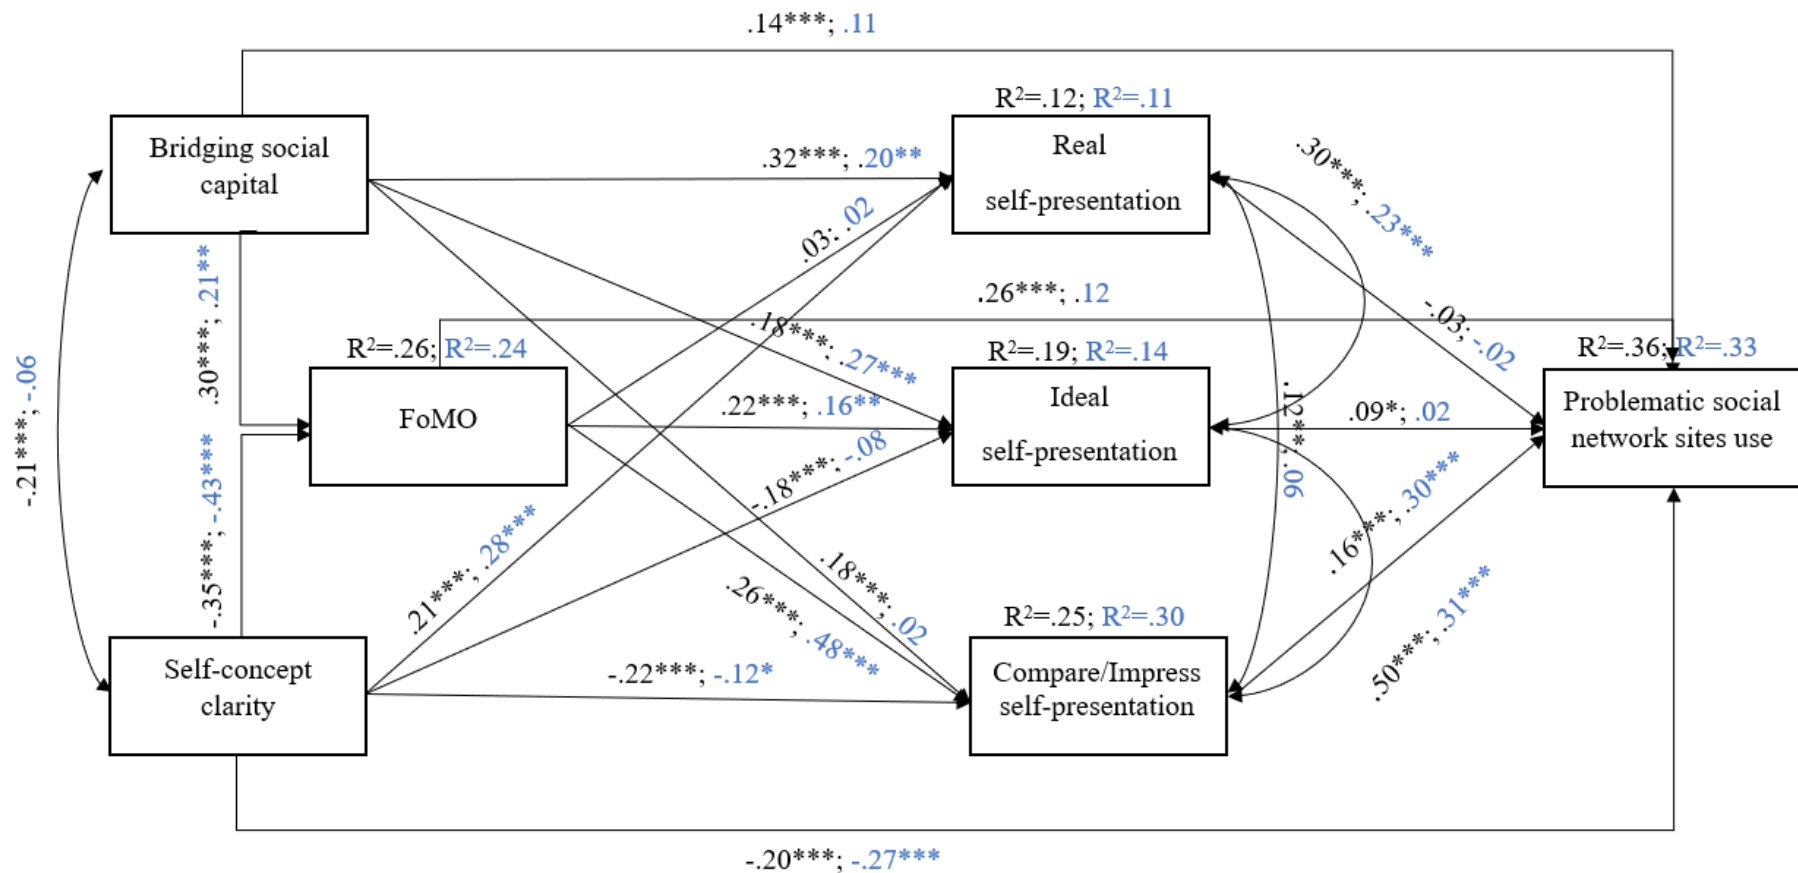 .14***; .11
R²=.12; R²=.11
Bridging social
capital
Real
self-presentation
.32***; .20**
.30***; .23***
.03; .02
.30***; .21**
.26***; .12
-.03; -.02
.18***; .27***
R²=.26; R²=.24
R²=.19; R²=.14
R²=.36; R²=.33
-.21***; -.06
FoMO
Ideal
self-presentation
.22***; .16**
.12**; .06
.09*; .02
Problematic social
network sites use
-.18***; -.08
-.35***; -.43***
.21***; .28***
.16***; .30***
.18***; .02
.26***; .48***
.50***; .31***
R²=.25; R²=.30
Self-concept
clarity
-.22***; -.12*
Compare/Impress
self-presentation
-.20***; -.27***